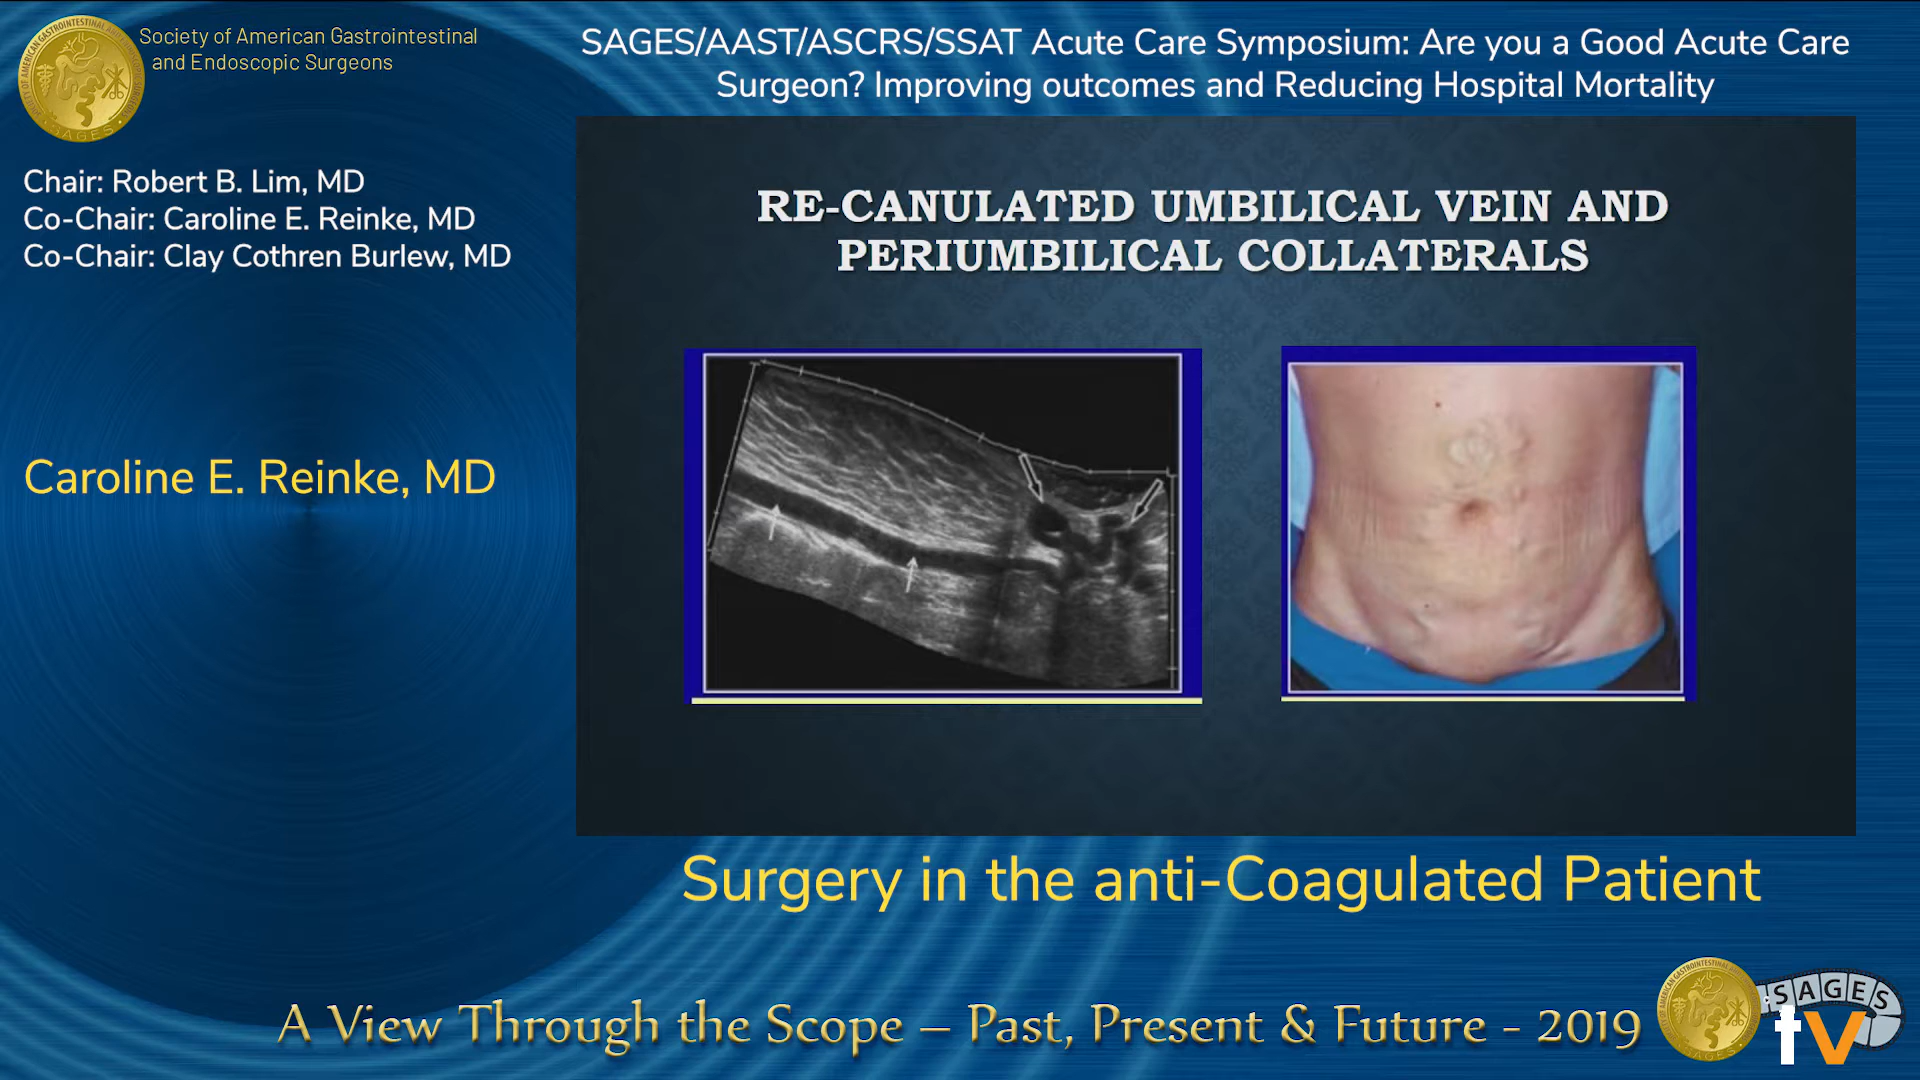 Society of American Gastrointestinal
and Endoscopic Surgeons
SAGES/AAST/ASCRS/SSAT Acute Care Symposium: Are you a Good Acute Care
Surgeon? Improving outcomes and Reducing Hospital Mortality
Chair: Robert B. Lim, MD
Co-Chair: Caroline E. Reinke, MD
Co-Chair: Clay Cothren Burlew, MD
Caroline E. Reinke, MD
RE-CANULATED UMBILICAL VEIN AND
PERIUMBILICAL COLLATERALS
Surgery in the anti-Coagulated Patient
A View Through the Scope – Past, Present & Future - 2019
SAGES
tv